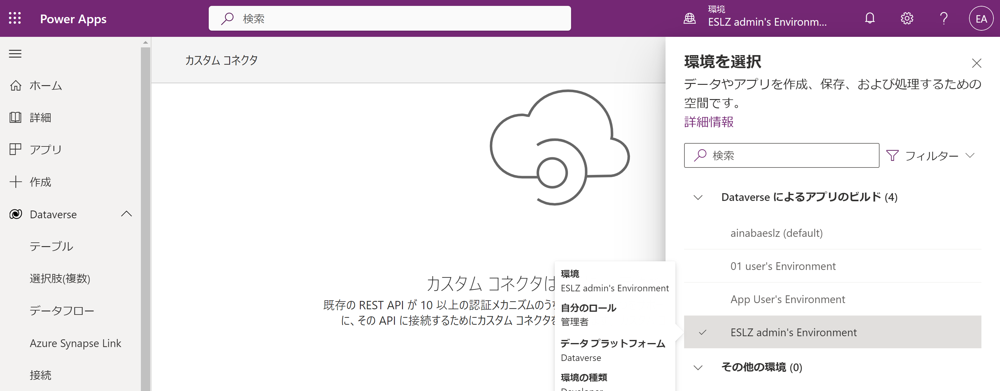 Power Apps
検索
環境
ESLZ admin's Environm...
EA
ホーム
詳細
アプリ
作成
Dataverse
テーブル
選択肢(複数)
データフロー
Azure Synapse Link
接続
カスタム コネクタ
カスタム コネクタは
既存の REST API が 10 以上の認証メカニズムのう
に、その API に接続するためにカスタム コネクタを
環境
ESLZ admin's Environment
自分のロール
管理者
データ プラットフォーム
Dataverse
環境の種類
Developer
環境を選択
データやアプリを作成、保存、および処理するための
空間です。
詳細情報
検索
フィルター
Dataverse によるアプリのビルド (4)
ainabaeslz (default)
01 user's Environment
App User's Environment
ESLZ admin's Environment
その他の環境 (0)